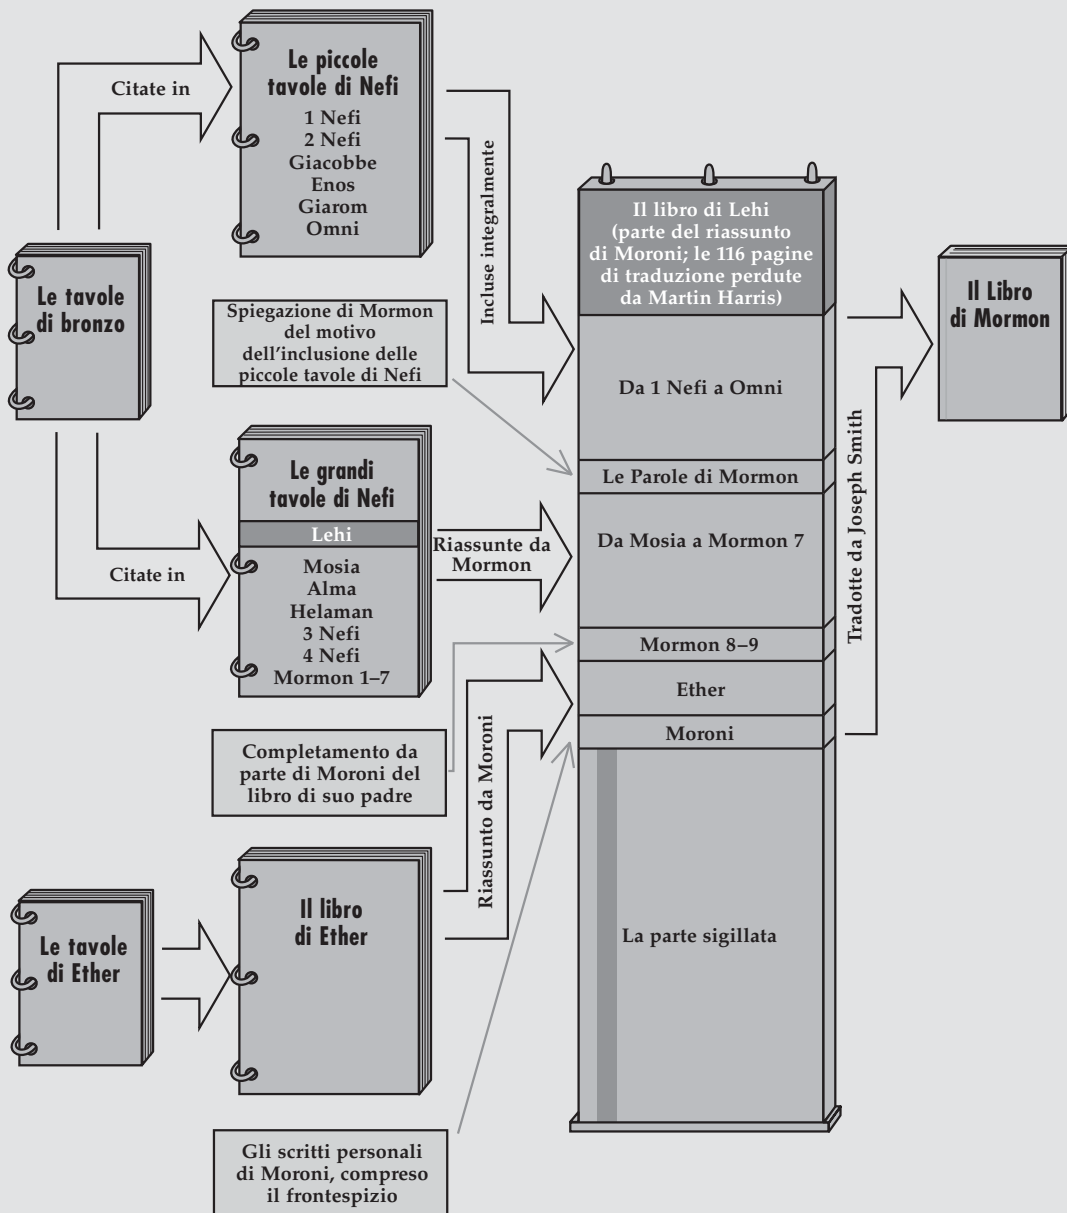 Citate in
Le piccole
tavole di Nefi
1 Nefi
2 Nefi
Giacobbe
Enos
Giarom
Omni
Incluse integralmente
Le tavole
di bronzo
Spiegazione di Mormon
del motivo
dell'inclusione delle
piccole tavole di Nefi
Il libro di Lehi
(parte del riassunto
di Moroni; le 116 pagine
di traduzione perdute
da Martin Harris)
Da 1 Nefi a Omni
Le Parole di Mormon
Da Mosia a Mormon 7
Mormon 8–9
Ether
Moroni
La parte sigillata
Tradotte da Joseph Smith
Il Libro
di Mormon
Citate in
Le grandi
tavole di Nefi
Lehi
Mosia
Alma
Helaman
3 Nefi
4 Nefi
Mormon 1–7
Riassunte da
Mormon
Completamento da
parte di Moroni del
libro di suo padre
Riassunto da Moroni
Le tavole
di Ether
Il libro
di Ether
Gli scritti personali
di Moroni, compreso
il frontespizio